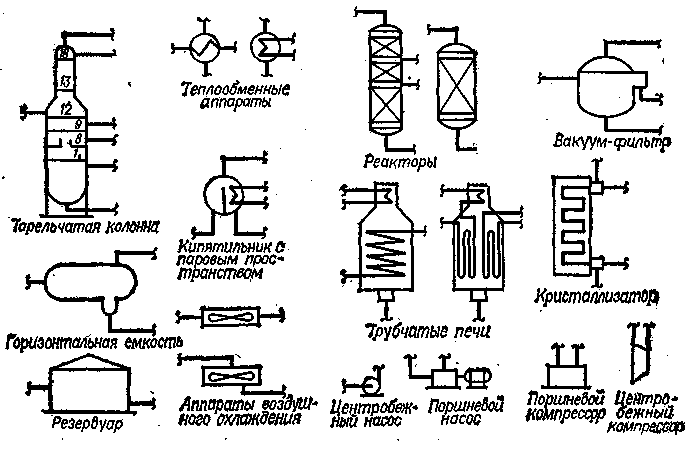 18
13
12
9
8
1
Тарельчатая колонна
Теплообменные
аппараты
Реакторы
Вакуум-фильтр
Кипятильник с
паровым прос-
транством
Горизонтальная емкость
Трубчатые печи
Кристаллизатор
Резервуар
Аппараты воздуш-
ного охлаждения
Центробеж-
ный насос
Поршневой
насос
Поршневой
компрессор
Центро-
бежный
компрессор